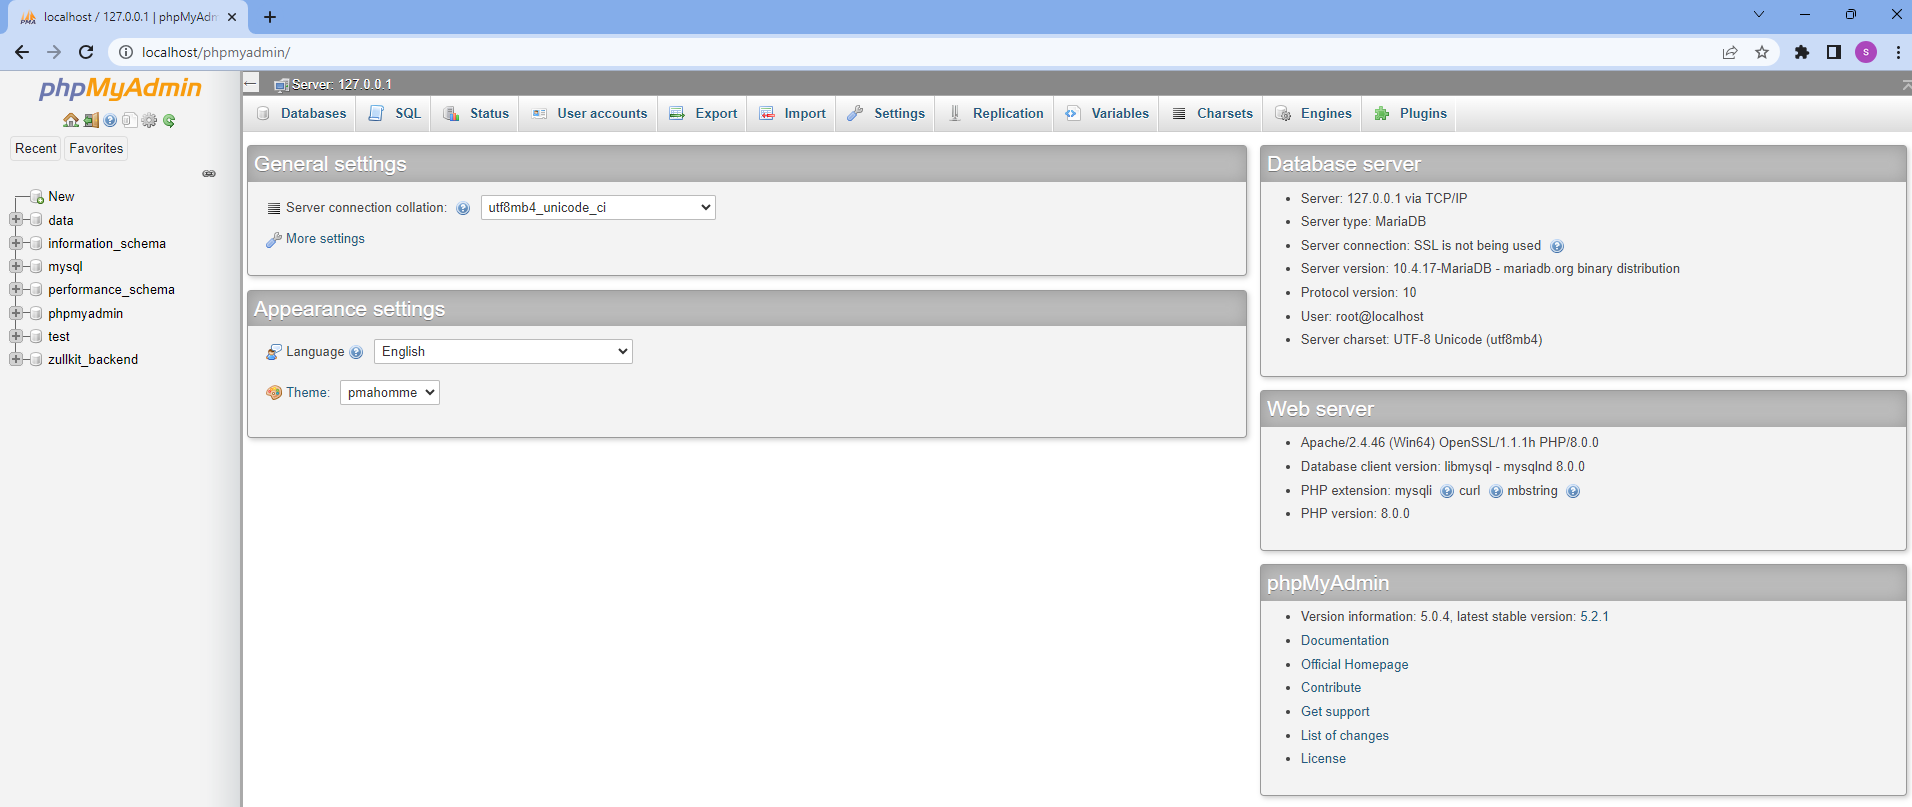 localhost / 127.0.0.1 | phpMyAdm
localhost/phpmyadmin/
S
phpMyAdmin
Recent
Favorites
New
data
information_schema
mysql
performance_schema
phpmyadmin
test
zullkit_backend
Server: 127.0.0.1
Databases SQL Status User accounts Export Import Settings Replication Variables Charsets Engines Plugins
General settings
Server connection collation: utf8mb4_unicode_ci
More settings
Appearance settings
Language English
Theme: pmahomme
Database server
Server: 127.0.0.1 via TCP/IP
Server type: MariaDB
Server connection: SSL is not being used
Server version: 10.4.17-MariaDB - mariadb.org binary distribution
Protocol version: 10
User: root@localhost
Server charset: UTF-8 Unicode (utf8mb4)
Web server
Apache/2.4.46 (Win64) OpenSSL/1.1.1h PHP/8.0.0
Database client version: libmysql - mysqlnd 8.0.0
PHP extension: mysqli curl mbstring
PHP version: 8.0.0
phpMyAdmin
Version information: 5.0.4, latest stable version: 5.2.1
Documentation
Official Homepage
Contribute
Get support
List of changes
License